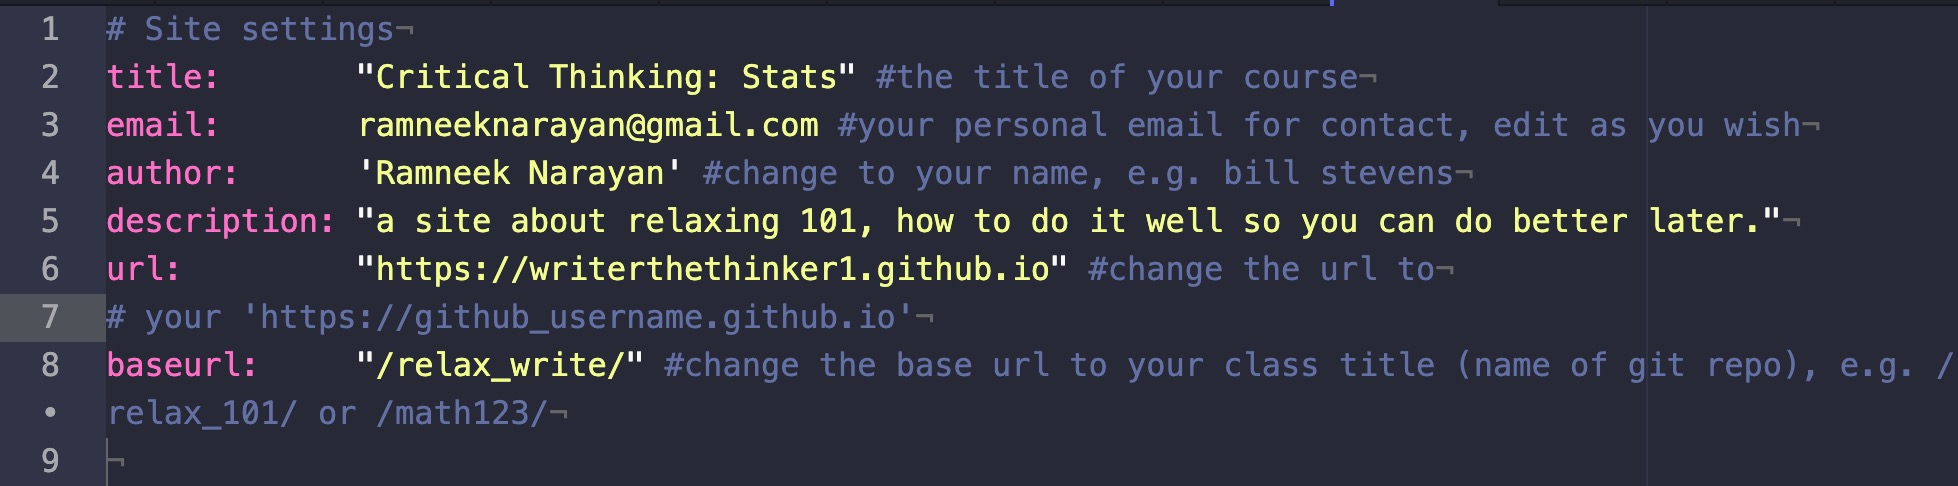 1 # Site settings¬
2 title:       "Critical Thinking: Stats" #the title of your course¬
3 email:       ramneeknarayan@gmail.com #your personal email for contact, edit as you wish¬
4 author:      'Ramneek Narayan' #change to your name, e.g. bill stevens¬
5 description: "a site about relaxing 101, how to do it well so you can do better later."¬
6 url:         "https://writerthethinker1.github.io" #change the url to¬
7 # your 'https://github_username.github.io'¬
8 baseurl:     "/relax_write/" #change the base url to your class title (name of git repo), e.g. /
• relax_101/ or /math123/¬
9 ¬